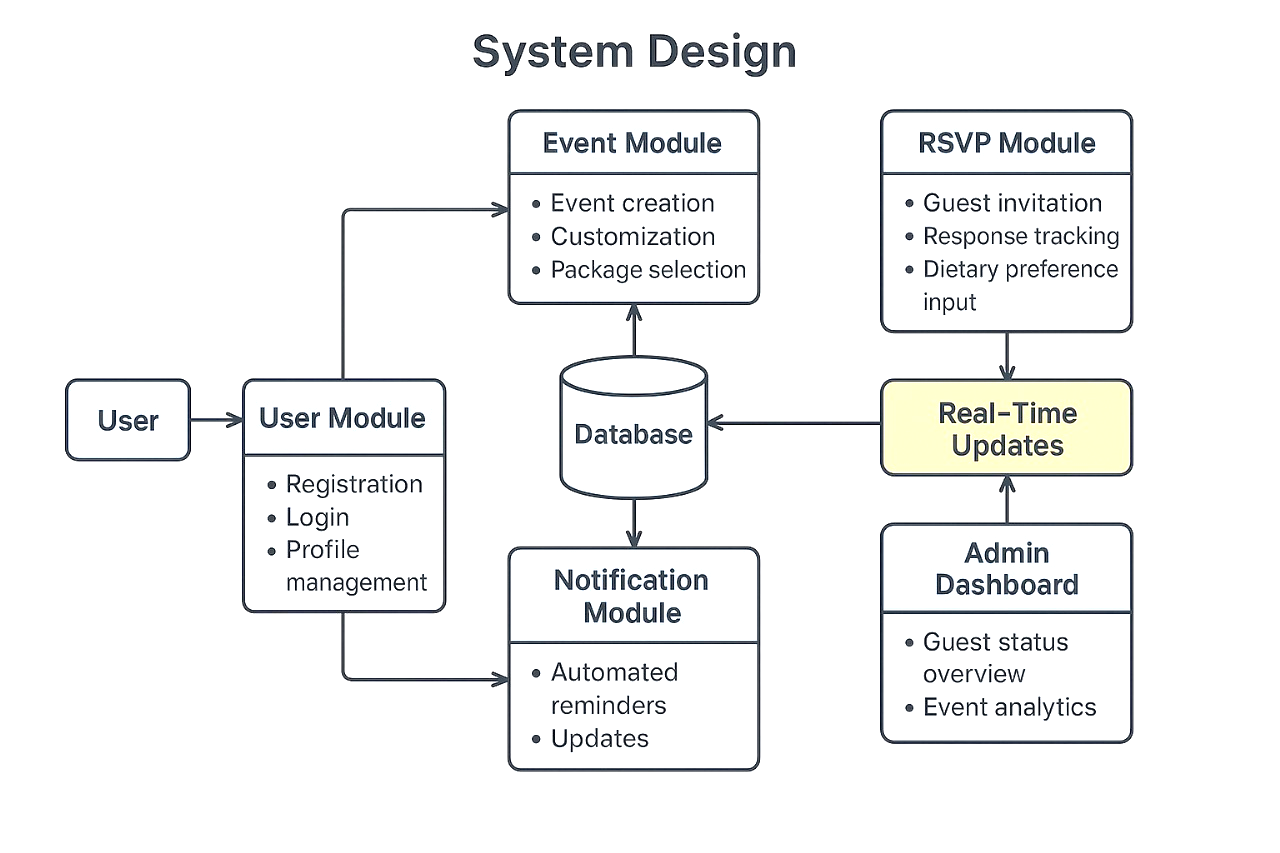 System Design
Event Module
• Event creation
• Customization
• Package selection
RSVP Module
• Guest invitation
• Response tracking
• Dietary preference
input
User
User Module
• Registration
• Login
• Profile
management
Database
Real-Time
Updates
Notification
Module
• Automated
reminders
• Updates
Admin
Dashboard
• Guest status
overview
• Event analytics